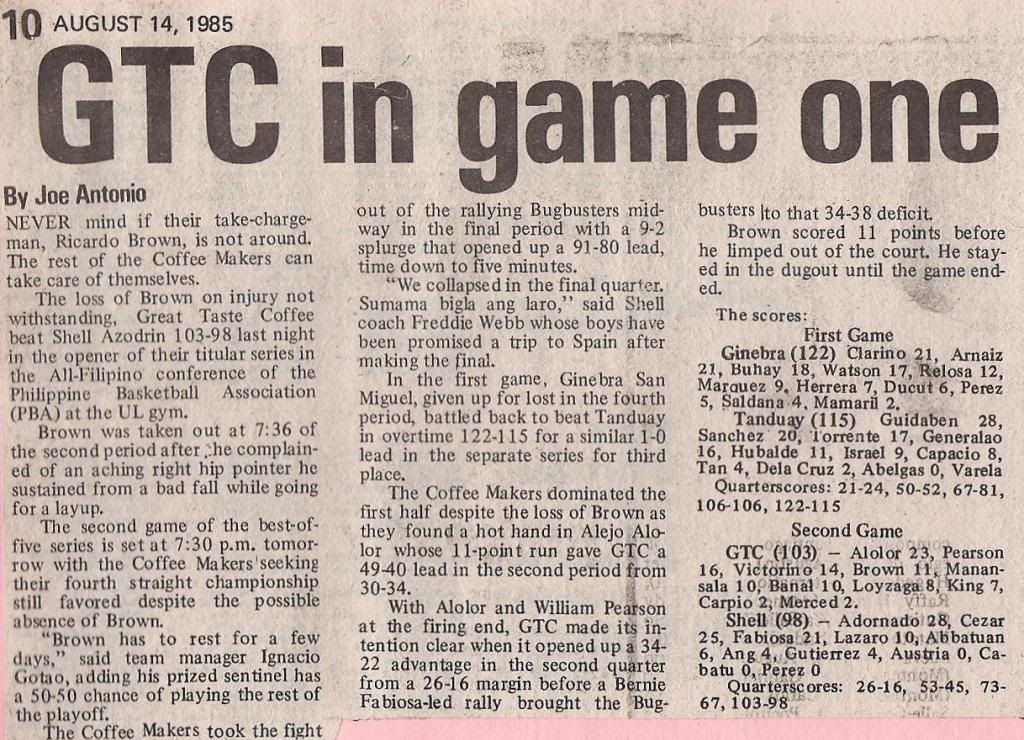 10 AUGUST 14, 1985
GTC in game one
By Joe Antonio
NEVER mind if their take-charge-
man, Ricardo Brown, is not around.
The rest of the Coffee Makers can
take care of themselves.
The loss of Brown on injury not
withstanding, Great Taste Coffee
beat Shell Azodrin 103-98 last night
in the opener of their titular series in
the All-Filipino conference of the
Philippine Basketball Association
(PBA) at the UL gym.
Brown was taken out at 7:36 of
the second period after he complain-
ed of an aching right hip pointer he
sustained from a bad fall while going
for a layup.
The second game of the best-of-
five series is set at 7:30 p.m. tomor-
row with the Coffee Makers seeking
their fourth straight championship
still favored despite the possible
absence of Brown.
"Brown has to rest for a few
days," said team manager Ignacio
Gotao, adding his prized sentinel has
a 50-50 chance of playing the rest of
the playoff.
The Coffee Makers took the fight
out of the rallying Bugbusters mid-
way in the final period with a 9-2
splurge that opened up a 91-80 lead,
time down to five minutes.
"We collapsed in the final quarter.
Sumama bigla ang laro," said Shell
coach Freddie Webb whose boys have
been promised a trip to Spain after
making the final.
In the first game, Ginebra San
Miguel, given up for lost in the fourth
period, battled back to beat Tanduay
in overtime 122-115 for a similar 1-0
lead in the separate series for third
place.
The Coffee Makers dominated the
first half despite the loss of Brown as
they found a hot hand in Alejo Alo-
lor whose 11-point run gave GTC a
49-40 lead in the second period from
30-34.
With Alolor and William Pearson
at the firing end, GTC made its in-
tention clear when it opened up a 34-
22 advantage in the second quarter
from a 26-16 margin before a Bernie
Fabiosa-led rally brought the Bug-
busters to that 34-38 deficit.
Brown scored 11 points before
he limped out of the court. He stay-
ed in the dugout until the game end-
ed.
The scores:
First Game
Ginebra (122) Clarino 21, Arnaiz
21, Buhay 18, Watson 17, Relosa 12,
Marquez 9, Herrera 7, Ducut 6, Perez
5, Saldana 4, Mamaril 2.
Tanduay (115) Guidaben 28,
Sanchez 20, Torrente 17, Generalao
16, Hubalde 11, Israel 9, Capacio 8,
Tan 4, Dela Cruz 2, Abelgas 0, Varela
Quarterscores: 21-24, 50-52, 67-81,
106-106, 122-115
Second Game
GTC (103) — Alolor 23, Pearson
16, Victorino 14, Brown 11, Manan-
sala 10, Banal 10, Loyzaga 8, King 7,
Carpio 2, Merced 2.
Shell (98) — Adornado 28, Cezar
25, Fabiosa 21, Lazaro 10, Abbatuan
6, Ang 4, Gutierrez 4, Austria 0, Ca-
batu 0, Perez 0
Quarterscores: 26-16, 53-45, 73-
67, 103-98